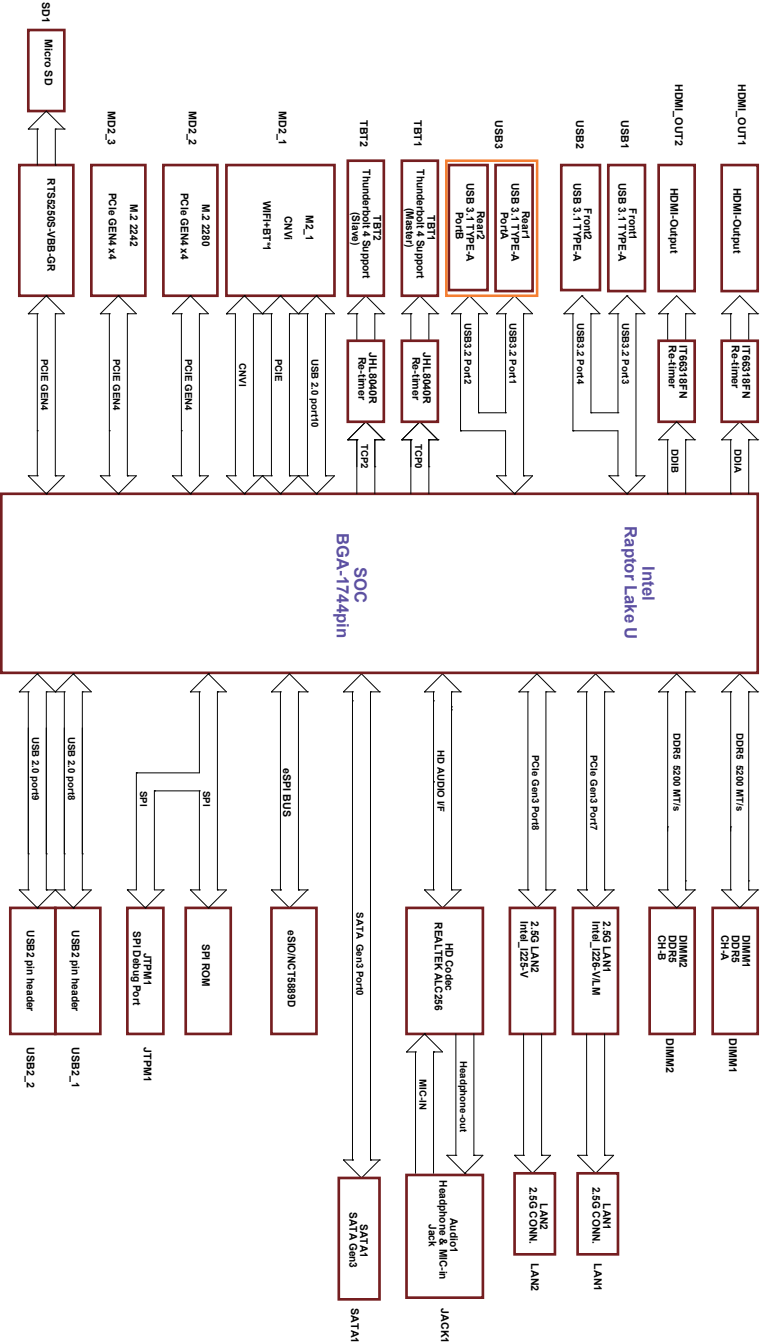 HDMI_OUT1
HDMI-Output
IT66318FN
Re-timer
DDIA
HDMI_OUT2
HDMI-Output
IT66318FN
Re-timer
DDIB
USB1
Front1
USB 3.1 TYPE-A
USB3.2 Port3
USB2
Front2
USB 3.1 TYPE-A
USB3.2 Port4
USB3
Rear1
USB 3.1 TYPE-A
PortA
USB3.2 Port1
Rear2
USB 3.1 TYPE-A
PortB
USB3.2 Port2
TBT1
TBT1
Thunderbolt 4 Support
(Master)
JHL8040R
Re-timer
TCP0
TBT2
TBT2
Thunderbolt 4 Support
(Slave)
JHL8040R
Re-timer
TCP2
MD2_1
M2_1
CNVi
WIFI+BT*1
USB 2.0 port10
PCIE
CNVI
MD2_2
M.2 2280
PCIe GEN4 x4
PCIE GEN4
MD2_3
M.2 2242
PCIe GEN4 x4
PCIE GEN4
SD1
Micro SD
RTS5250S-VBB-GR
PCIE GEN4
Intel
Raptor Lake U
SOC
BGA-1744pin
DDR5 5200 MT/s
DIMM1
DDR5
CH-A
DIMM1
DDR5 5200 MT/s
DIMM2
DDR5
CH-B
DIMM2
PCIe Gen3 Port7
2.5G LAN1
Intel_I226-V/LM
LAN1
2.5G CONN.
LAN1
PCIe Gen3 Port8
2.5G LAN2
Intel_I225-V
LAN2
2.5G CONN.
LAN2
HD AUDIO I/F
HD Codec
REALTEK ALC256
Headphone-out
MIC-IN
Audio1
Headphone & MIC-in
Jack
JACK1
SATA Gen3 Port0
SATA1
SATA Gen3
SATA1
eSPI BUS
eSIO/NCT5889D
SPI
SPI ROM
SPI
JTPM1
SPI Debug Port
JTPM1
USB 2.0 port8
USB2 pin header
USB2_1
USB 2.0 port9
USB2 pin header
USB2_2